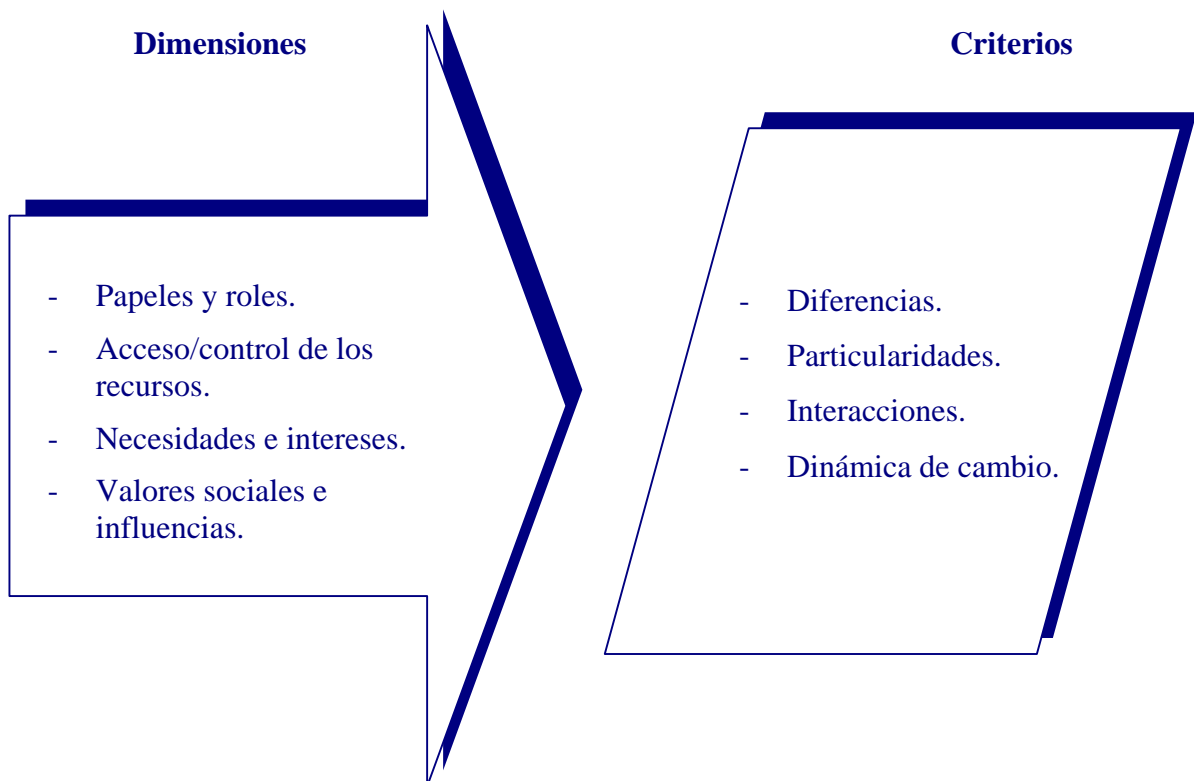 Dimensiones
- Papeles y roles.
- Acceso/control de los
recursos.
- Necesidades e intereses.
- Valores sociales e
influencias.
Criterios
- Diferencias.
- Particularidades.
- Interacciones.
- Dinámica de cambio.